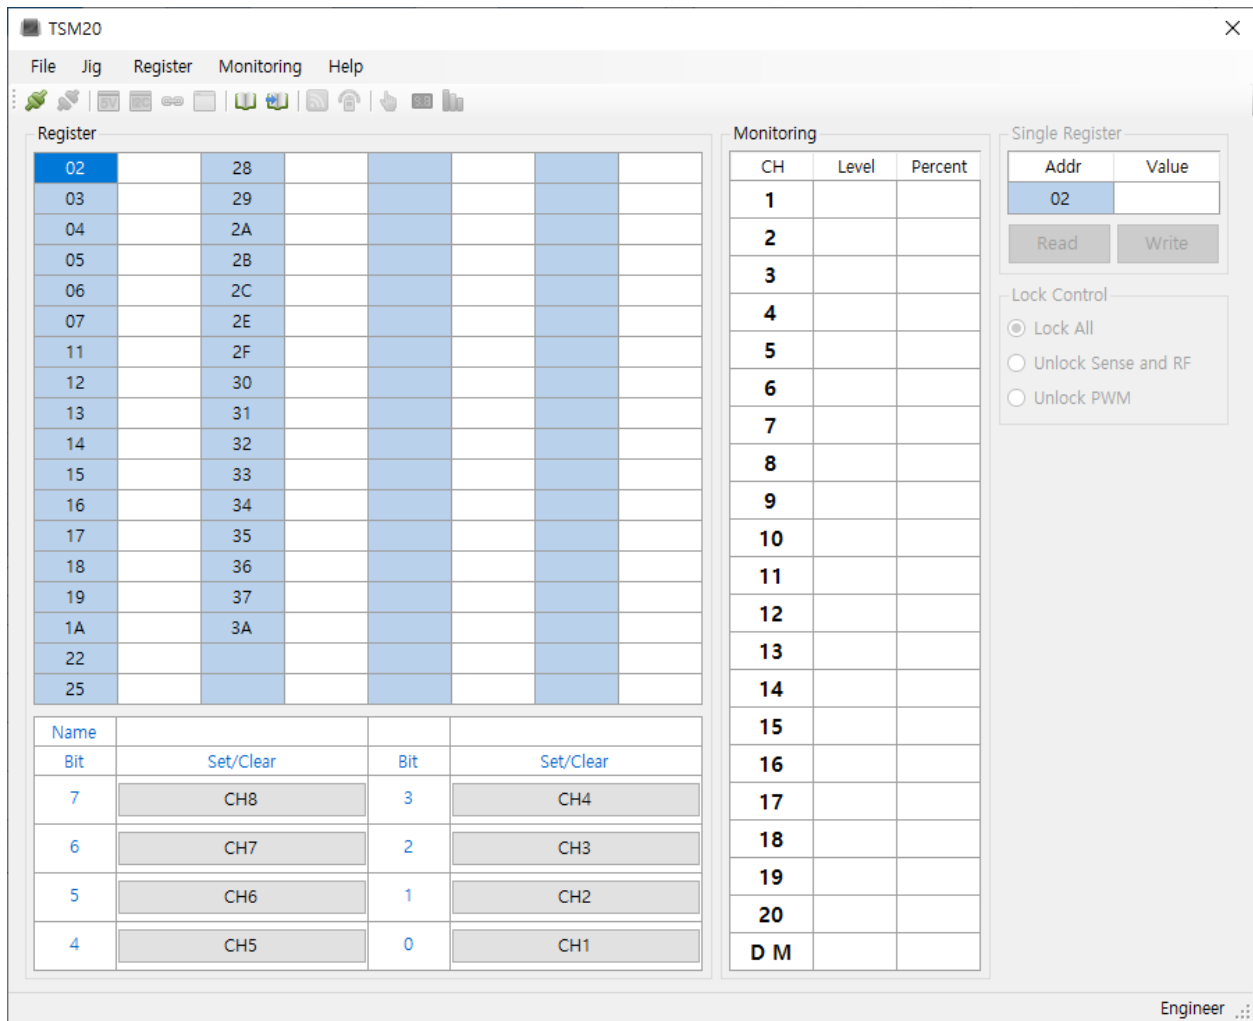 TSM20
File Jig Register Monitoring Help
5V RC 8.8
Register Monitoring Single Register
02 28
03 29
04 2A
05 2B
06 2C
07 2E
11 2F
12 30
13 31
14 32
15 33
16 34
17 35
18 36
19 37
1A 3A
22
25
Name
Bit Set/Clear Bit Set/Clear
7 CH8 3 CH4
6 CH7 2 CH3
5 CH6 1 CH2
4 CH5 0 CH1
CH Level Percent
1
2
3
4
5
6
7
8
9
10
11
12
13
14
15
16
17
18
19
20
D M
Addr Value
02
Read Write
Lock Control
Lock All
Unlock Sense and RF
Unlock PWM
Engineer